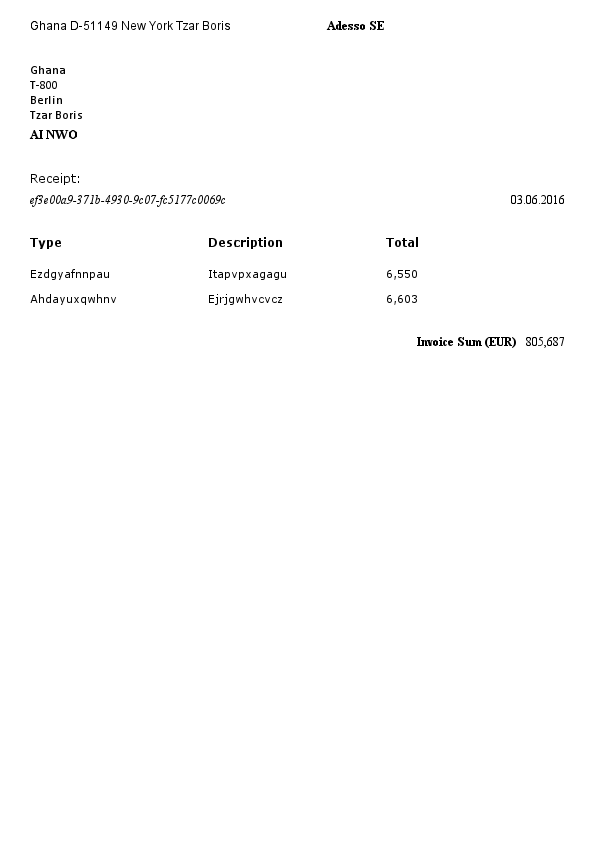 Ghana D-51149 New York Tzar Boris Adesso SE
Ghana
T-800
Berlin
Tzar Boris
AI NWO
Receipt:
ef3e00a9-371b-4930-9c07-fc5177c0069c 03.06.2016
Type Description Total
Ezdgyafnnpau Itapvpxagagu 6,550
Ahdayuxqwhnv Ejrjgwhvcvcz 6,603
Invoice Sum (EUR) 805,687